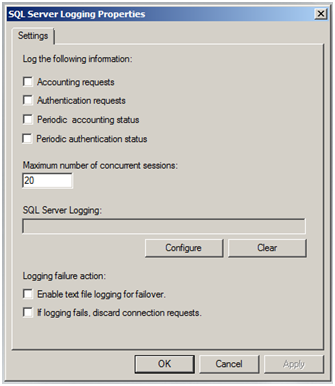 SQL Server Logging Properties
Settings
Log the following information:
Accounting requests
Authentication requests
Periodic accounting status
Periodic authentication status
Maximum number of concurrent sessions:
20
SQL Server Logging:
Configure
Clear
Logging failure action:
Enable text file logging for failover.
If logging fails, discard connection requests.
OK
Cancel
Apply